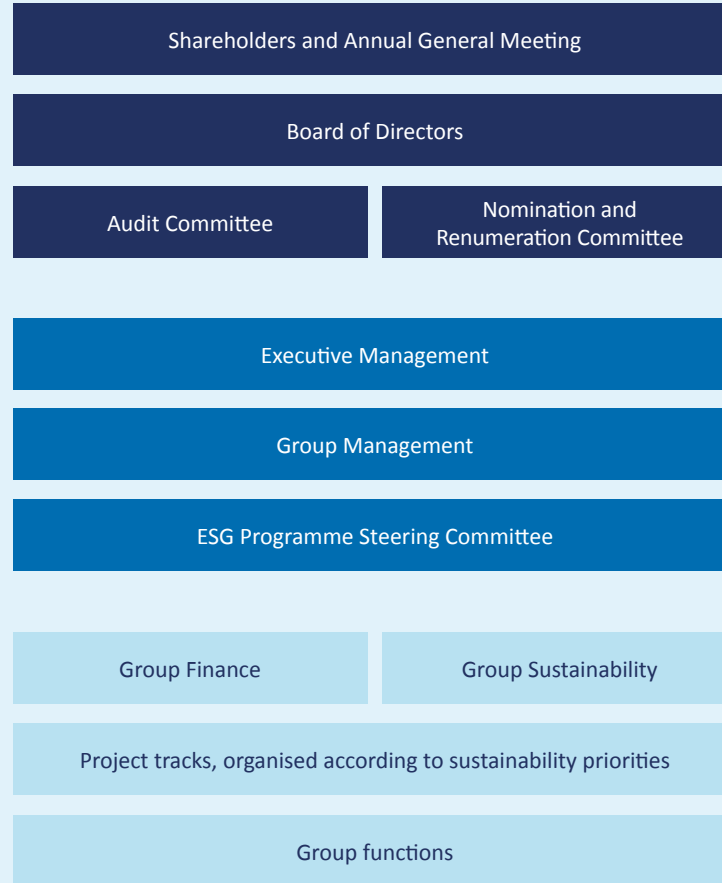 Shareholders and Annual General Meeting
Board of Directors
Audit Committee
Nomination and
Renumeration Committee
Executive Management
Group Management
ESG Programme Steering Committee
Group Finance
Group Sustainability
Project tracks, organised according to sustainability priorities
Group functions